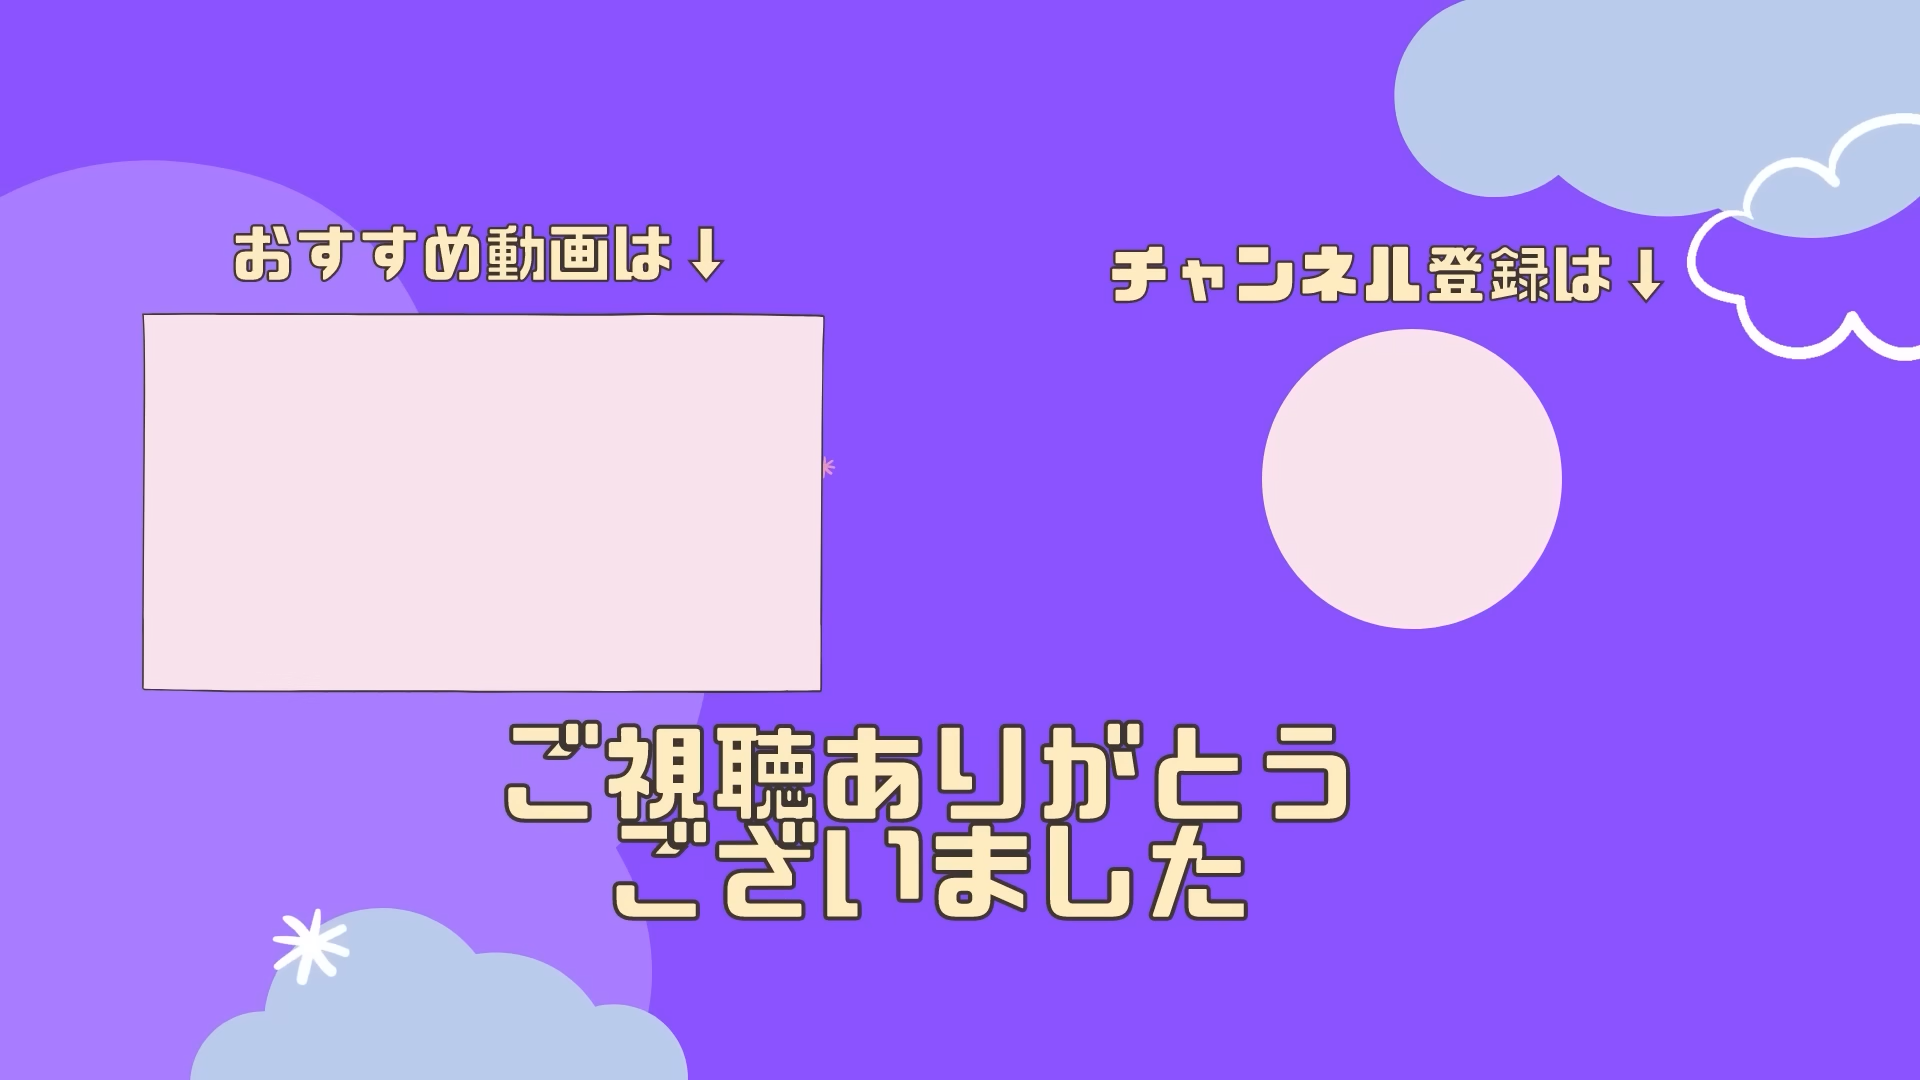 おすすめ動画は↓
チャンネル登録は↓
ご視聴ありがとう
ございました